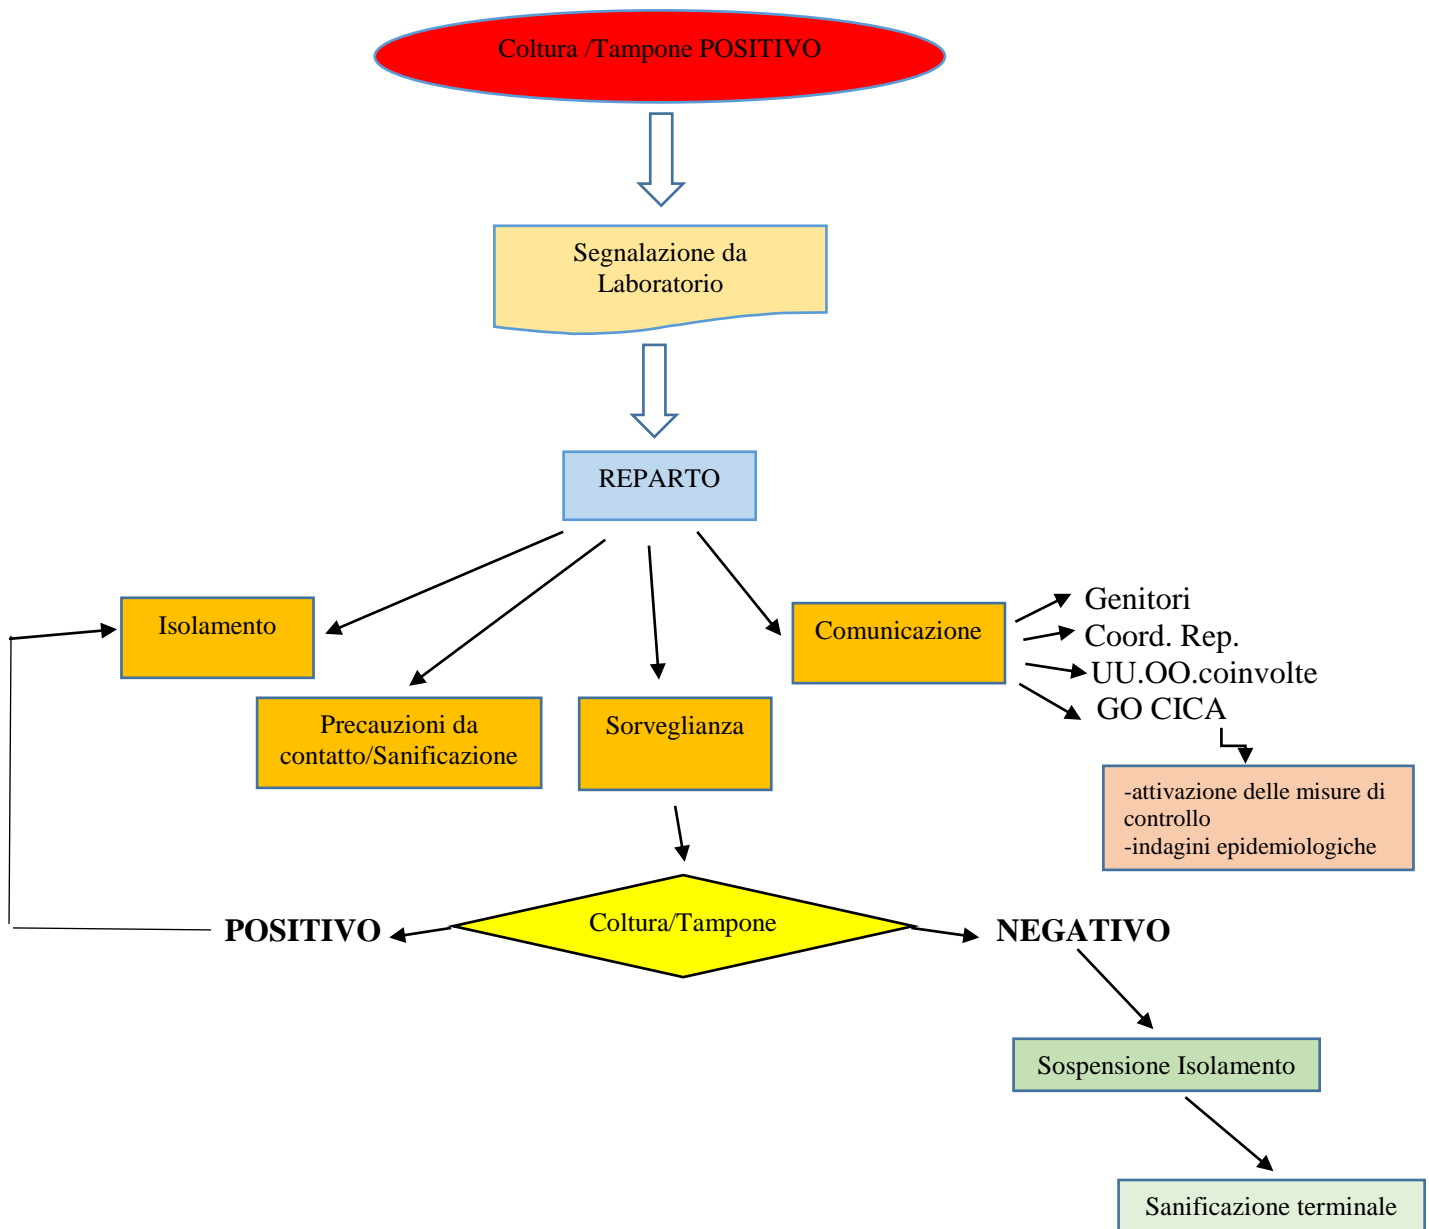 Coltura /Tampone POSITIVO
Segnalazione da
Laboratorio
REPARTO
Isolamento
Precauzioni da
contatto/Sanificazione
Sorveglianza
Comunicazione
Genitori
Coord. Rep.
UU.OO.coinvolte
GO CICA
-attivazione delle misure di
controllo
-indagini epidemiologiche
POSITIVO
Coltura/Tampone
NEGATIVO
Sospensione Isolamento
Sanificazione terminale